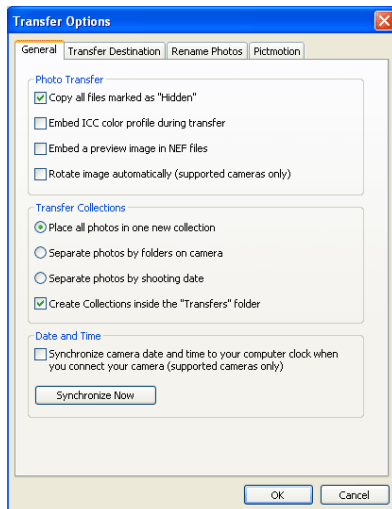 Transfer Options
General
Transfer Destination
Rename Photos
Pictmotion
Photo Transfer
Copy all files marked as "Hidden"
Embed ICC color profile during transfer
Embed a preview image in NEF files
Rotate image automatically (supported cameras only)
Transfer Collections
Place all photos in one new collection
Separate photos by folders on camera
Separate photos by shooting date
Create Collections inside the "Transfers" folder
Date and Time
Synchronize camera date and time to your computer clock when
you connect your camera (supported cameras only)
Synchronize Now
OK
Cancel